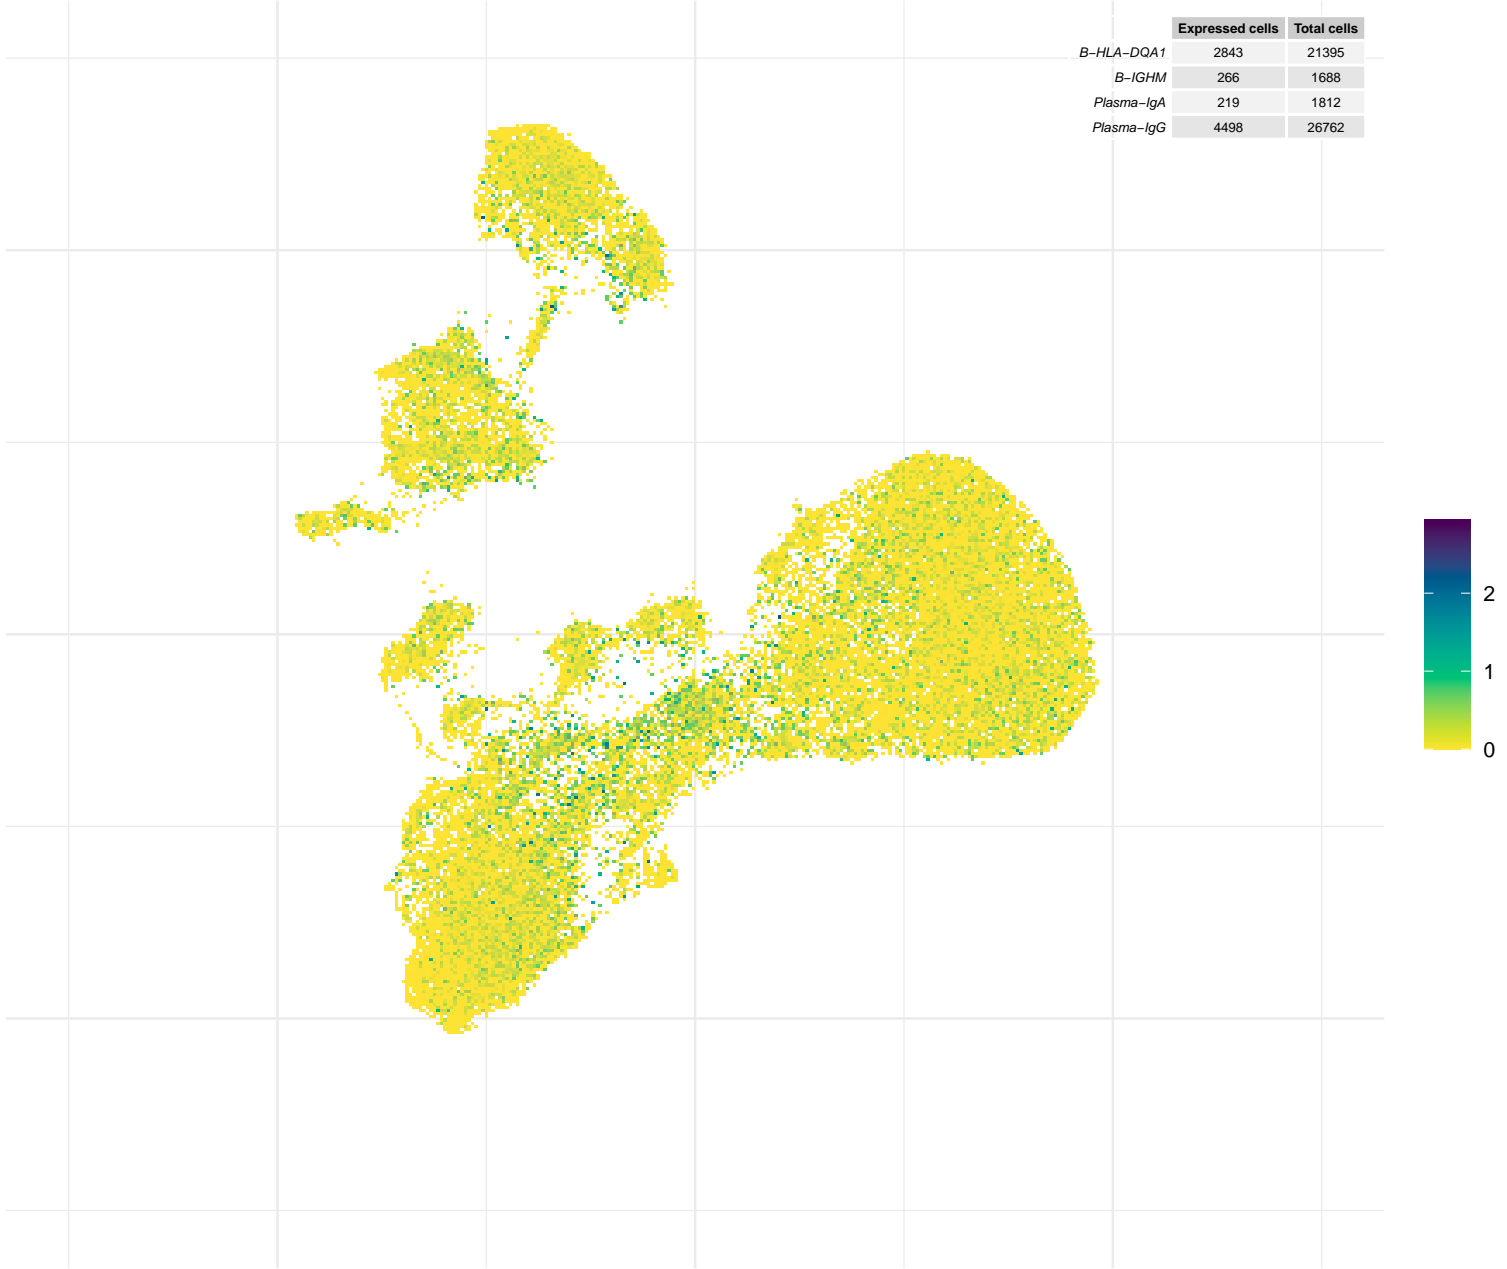 Expressed cells Total cells
B−HLA−DQA1 2843 21395
B−IGHM 266 1688
Plasma−IgA 219 1812
Plasma−IgG 4498 26762
2
1
0